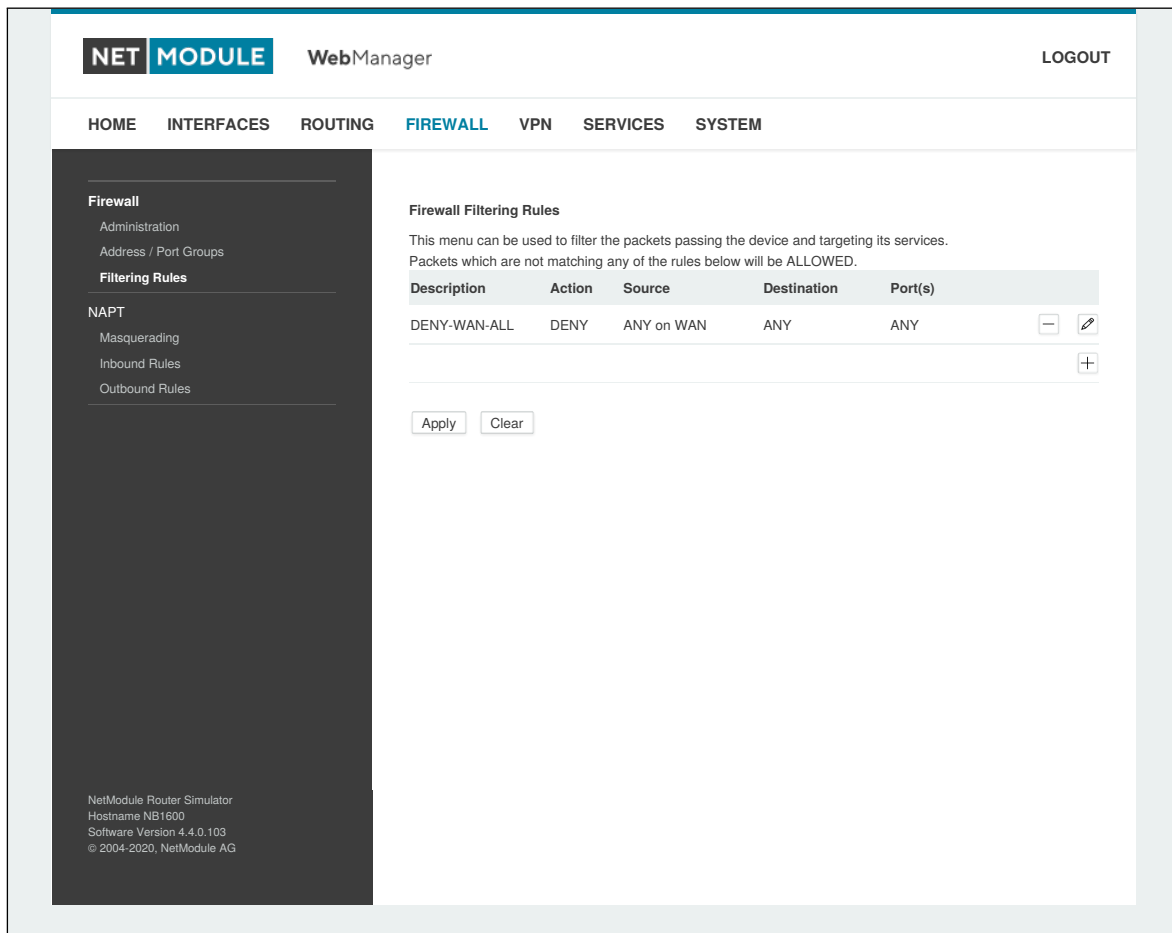 NET MODULE WebManager LOGOUT
HOME INTERFACES ROUTING FIREWALL VPN SERVICES SYSTEM
Firewall
Administration
Address / Port Groups
Filtering Rules
NAPT
Masquerading
Inbound Rules
Outbound Rules
Firewall Filtering Rules
This menu can be used to filter the packets passing the device and targeting its services.
Packets which are not matching any of the rules below will be ALLOWED.
Description Action Source Destination Port(s)
DENY-WAN-ALL DENY ANY on WAN ANY ANY
Apply Clear
NetModule Router Simulator
Hostname NB1600
Software Version 4.4.0.103
© 2004-2020, NetModule AG